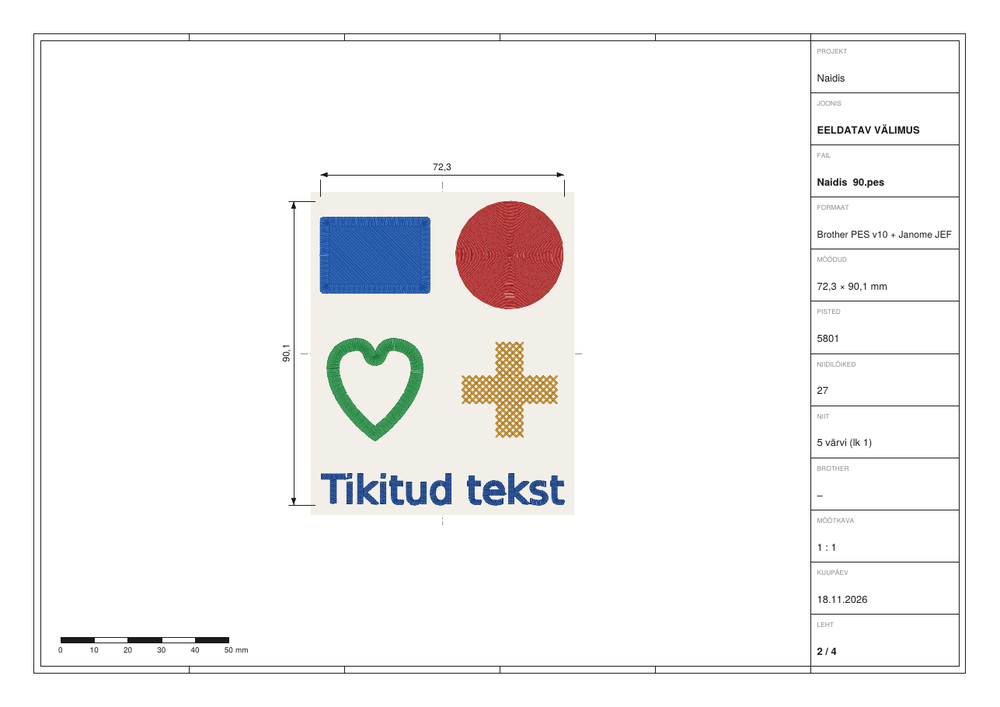 72,3
90,1
Tikitud tekst
0 10 20 30 40 50 mm
PROJEKT
Naidis
JOONIS
EELDATAV VÄLIMUS
FAIL
Naidis 90.pes
FORMAAT
Brother PES v10 + Janome JEF
MÕÕDUD
72,3 × 90,1 mm
PISTED
5801
NIIDILÕIKED
27
NIIT
5 värvi (lk 1)
BROTHER
–
MÕÕTKAVA
1 : 1
KUUPÄEV
18.11.2026
LEHT
2 / 4